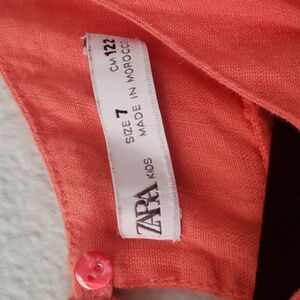 ZARA KIDS
SIZE 7
MADE IN MOROCCO
CM 122